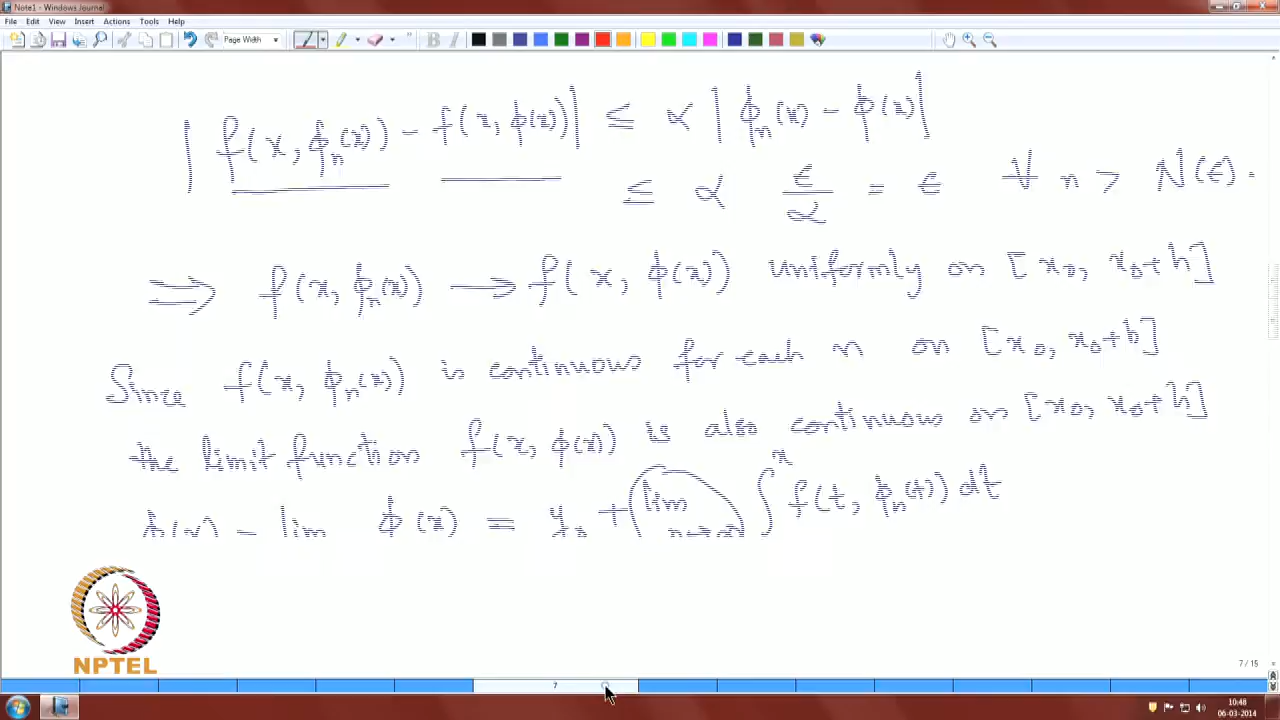 Note1 - Windows Journal
File Edit View Insert Actions Tools Help
Page Width
| f(x, ϕₙ(x)) - f(x, ϕ(x)) | ≤ α | ϕₙ(x) - ϕ(x) |
≤ α ε/α = ε ∀ n > N(ε).
⇒ f(x, ϕₙ(x)) → f(x, ϕ(x)) uniformly on [x₀, x₀+h]
Since f(x, ϕₙ(x)) is continuous for each n on [x₀, x₀+h]
the limit function f(x, ϕ(x)) is also continuous on [x₀, x₀+h]
ϕ(x) = lim ϕ(x) = y₀ + lim n→∞ ∫ˣ f(t, ϕₙ(t)) dt
NPTEL
7 / 15
7
10:48
06-03-2014